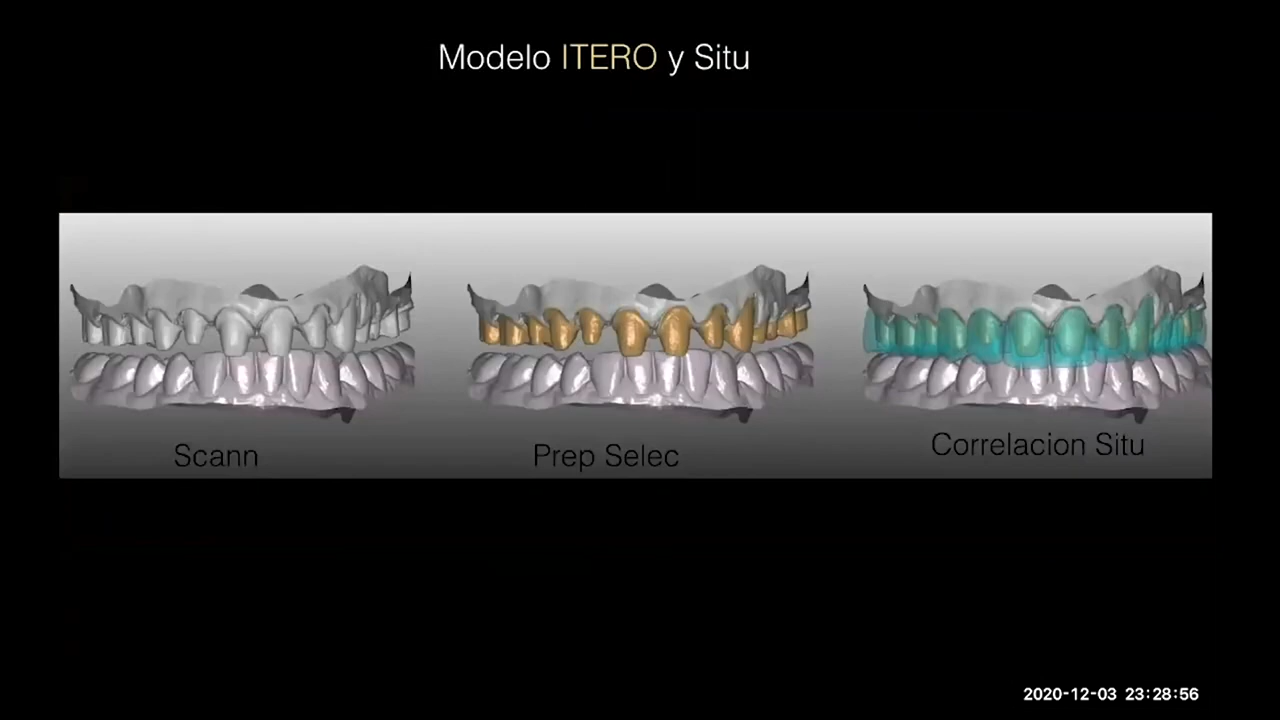 Modelo ITERO y Situ
Scann
Prep Selec
Correlacion Situ
2020-12-03 23:28:56